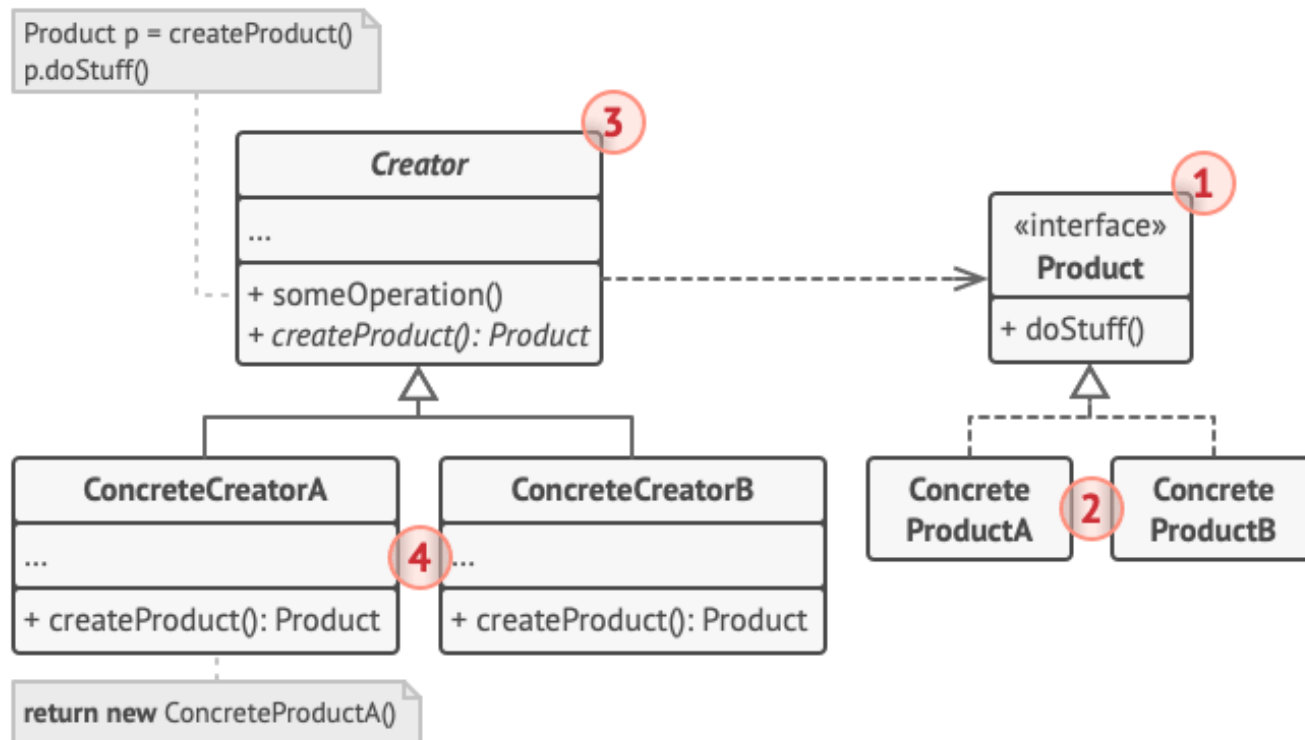 Product p = createProduct()
p.doStuff()
3
Creator
...
+ someOperation()
+ createProduct(): Product
1
«interface»
Product
+ doStuff()
ConcreteCreatorA
...
+ createProduct(): Product
4
ConcreteCreatorB
...
+ createProduct(): Product
Concrete
ProductA
2
Concrete
ProductB
return new ConcreteProductA()